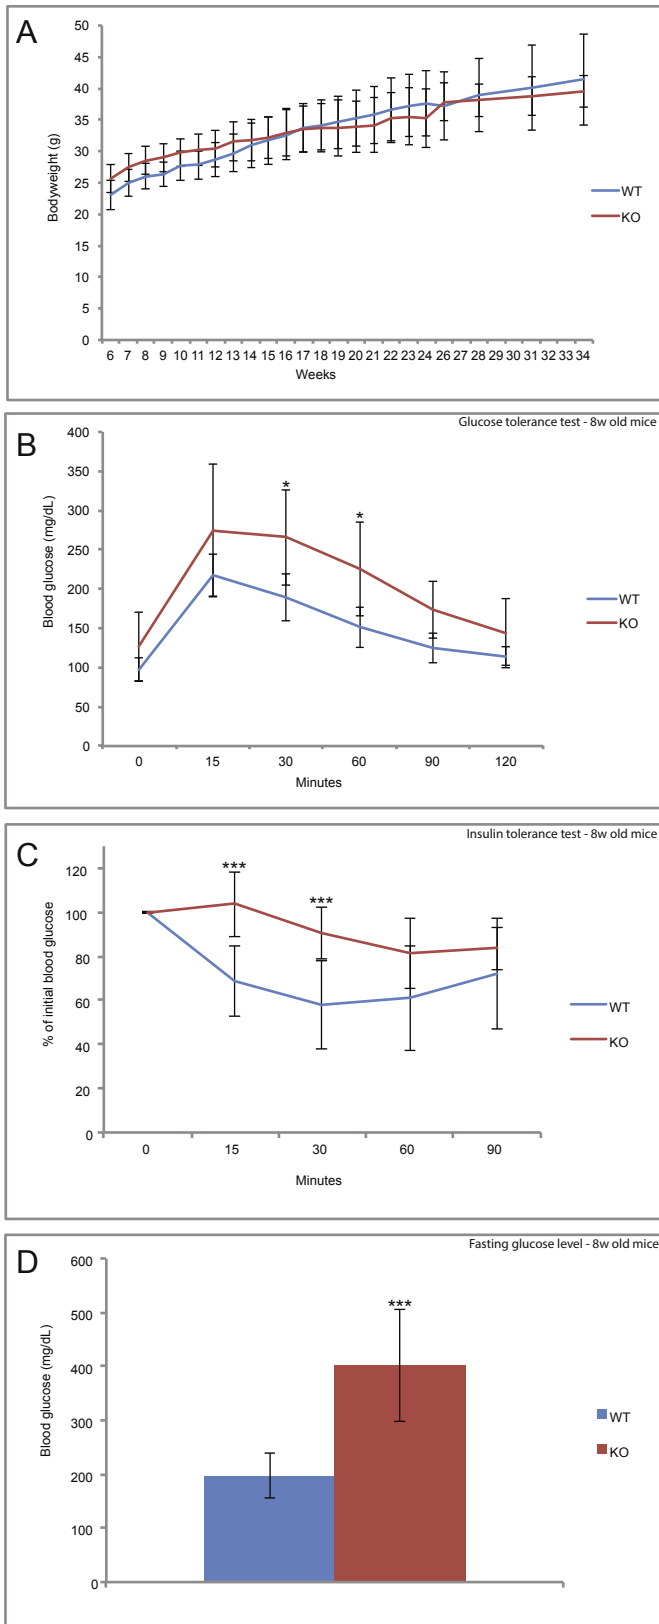 A
50
45
40
35
30
25
20
15
10
5
0
Bodyweight (g)
6 7 8 9 10 11 12 13 14 15 16 17 18 19 20 21 22 23 24 26 27 28 29 30 31 32 33 34
Weeks
WT
KO
B
Glucose tolerance test - 8w old mice
400
350
300
250
200
150
100
50
0
Blood glucose (mg/dL)
*
*
0 15 30 60 90 120
Minutes
WT
KO
C
Insulin tolerance test - 8w old mice
120
100
80
60
40
20
0
% of initial blood glucose
***
***
0 15 30 60 90
Minutes
WT
KO
D
Fasting glucose level - 8w old mice
600
500
400
300
200
100
0
Blood glucose (mg/dL)
***
WT
KO